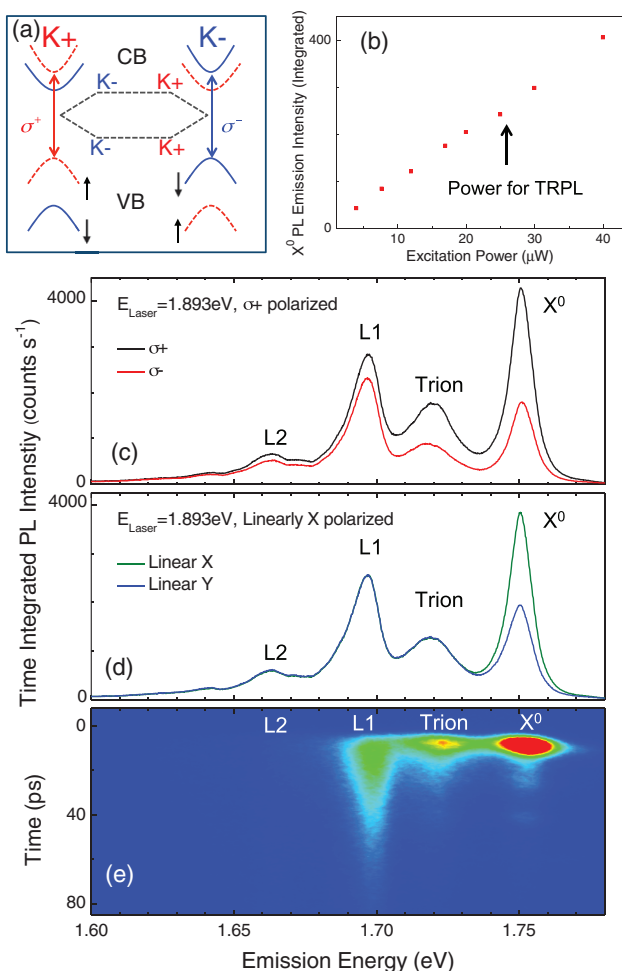 (a)
K+
K-
CB
K-
K+
σ+
σ−
K-
K+
VB
(b)
X0 PL Emission Intensity (Integrated)
400
0
10
20
30
40
Power for TRPL
Excitation Power (μW)
Time Integrated PL Intenstiy (counts s-1)
4000
0
ELaser=1.893eV, σ+ polarized
σ+
σ-
L2
L1
Trion
X0
(c)
4000
0
ELaser=1.893eV, Linearly X polarized
Linear X
Linear Y
L2
L1
Trion
X0
(d)
Time (ps)
0
40
80
L2
L1
Trion
X0
(e)
1.60
1.65
1.70
1.75
Emission Energy (eV)